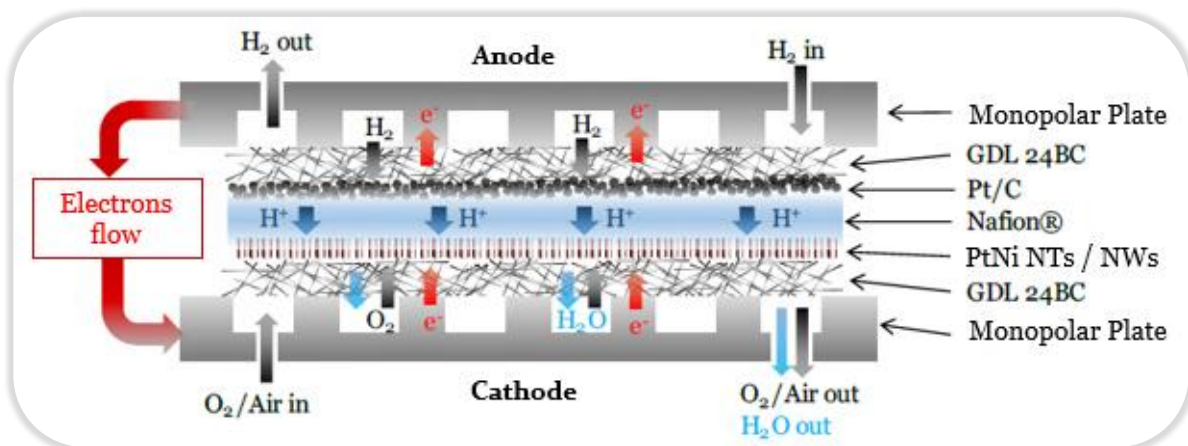 H₂ out
Anode
H₂ in
Monopolar Plate
H₂
e⁻
H₂
e⁻
GDL 24BC
Pt/C
Electrons
flow
H⁺
H⁺
H⁺
H⁺
Nafion®
PtNi NTs / NWs
GDL 24BC
O₂
e⁻
H₂O
e⁻
Monopolar Plate
O₂/Air in
Cathode
O₂/Air out
H₂O out